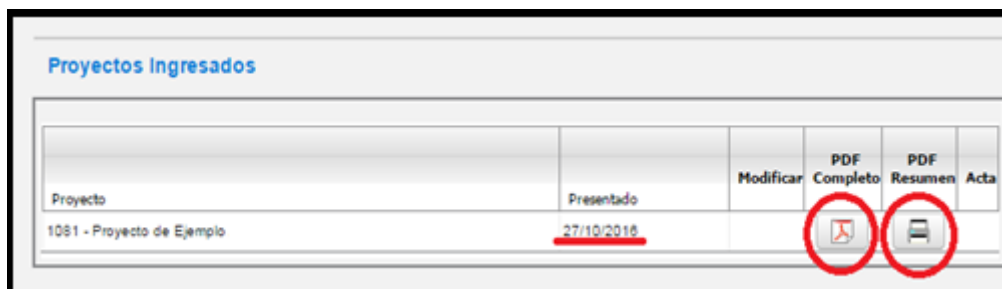 Proyectos Ingresados
Proyecto
Presentado
Modificar
PDF Completo
PDF Resumen
Acta
1081 - Proyecto de Ejemplo
27/10/2016